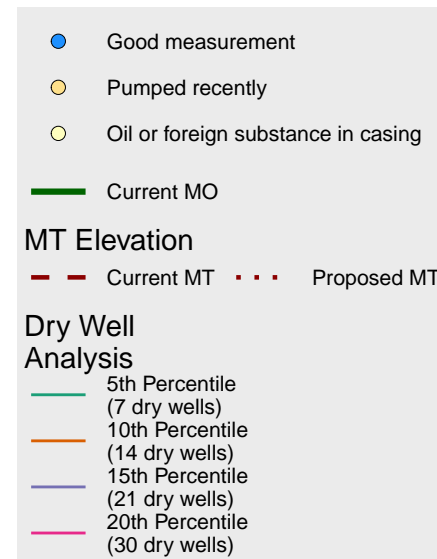 Good measurement
Pumped recently
Oil or foreign substance in casing
Current MO
MT Elevation
Current MT Proposed MT
Dry Well
Analysis
5th Percentile
(7 dry wells)
10th Percentile
(14 dry wells)
15th Percentile
(21 dry wells)
20th Percentile
(30 dry wells)